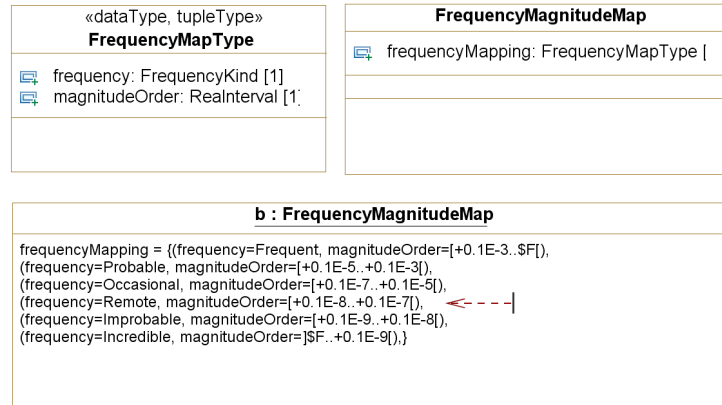 «dataType, tupleType»
FrequencyMapType
frequency: FrequencyKind [1]
magnitudeOrder: RealInterval [1]
FrequencyMagnitudeMap
frequencyMapping: FrequencyMapType [
b : FrequencyMagnitudeMap
frequencyMapping = {(frequency=Frequent, magnitudeOrder=[+0.1E-3..$F[),
(frequency=Probable, magnitudeOrder=[+0.1E-5..+0.1E-3[),
(frequency=Occasional, magnitudeOrder=[+0.1E-7..+0.1E-5[),
(frequency=Remote, magnitudeOrder=[+0.1E-8..+0.1E-7[),
(frequency=Improbable, magnitudeOrder=[+0.1E-9..+0.1E-8[),
(frequency=Incredible, magnitudeOrder=]$F..+0.1E-9[),}